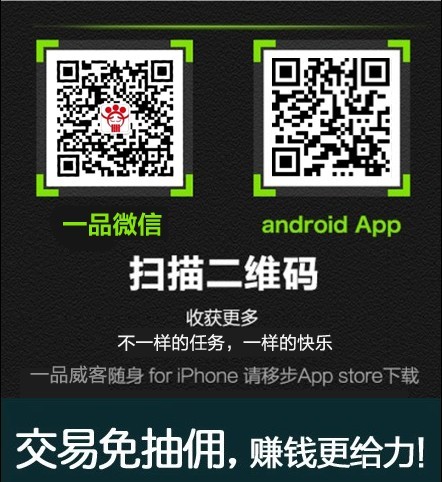 一品微信
android App
扫描二维码
收获更多
不一样的任务，一样的快乐
一品威客随身 for iPhone 请移步App store下载
交易免抽佣，赚钱更给力!